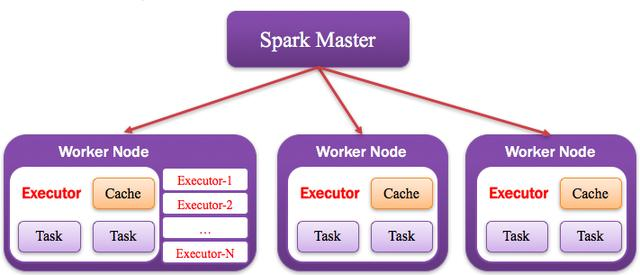 Spark Master
Worker Node
Executor
Cache
Task
Task
Executor-1
Executor-2
...
Executor-N
Worker Node
Executor
Cache
Task
Task
Worker Node
Executor
Cache
Task
Task